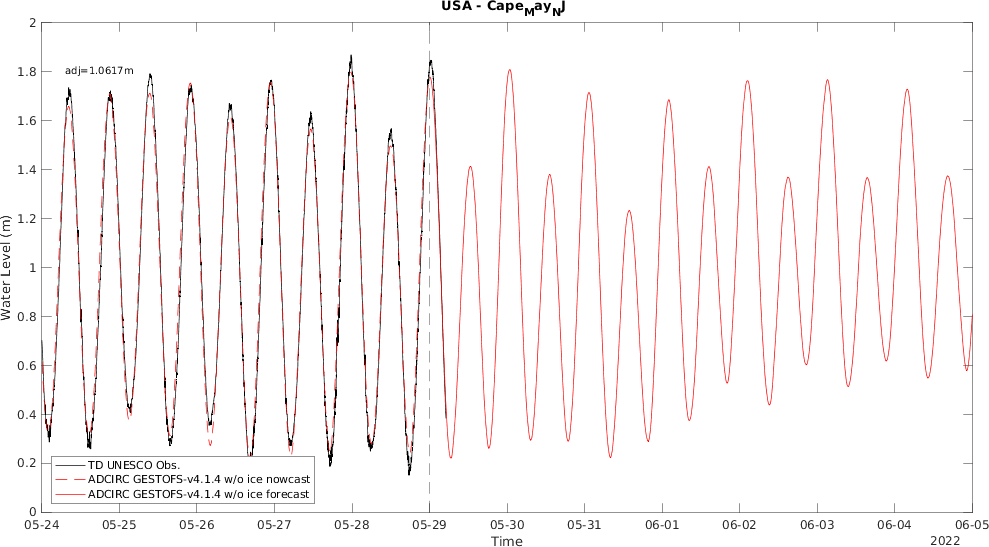 USA - Cape_May_NJ
adj=1.0617m
Water Level (m)
2
1.8
1.6
1.4
1.2
1
0.8
0.6
0.4
0.2
0
TD UNESCO Obs.
ADCIRC GESTOFS-v4.1.4 w/o ice nowcast
ADCIRC GESTOFS-v4.1.4 w/o ice forecast
05-24 05-25 05-26 05-27 05-28 05-29 05-30 05-31 06-01 06-02 06-03 06-04 06-05
Time
2022